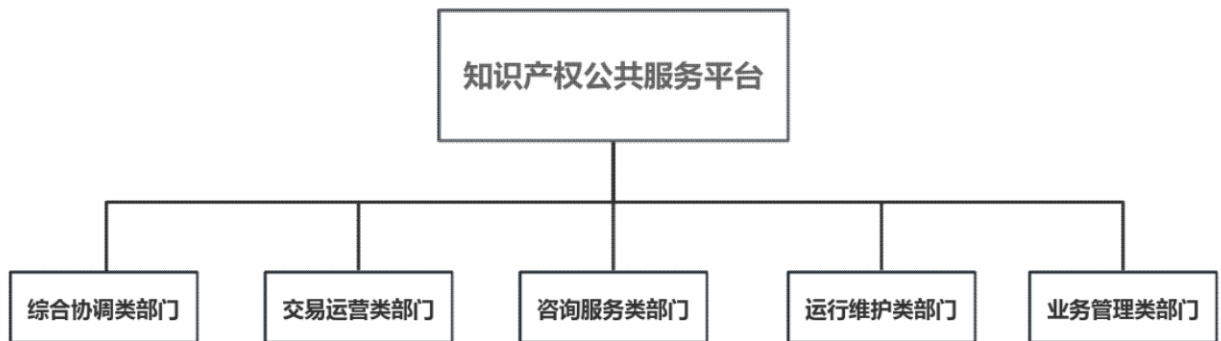 知识产权公共服务平台
综合协调类部门
交易运营类部门
咨询服务类部门
运行维护类部门
业务管理类部门